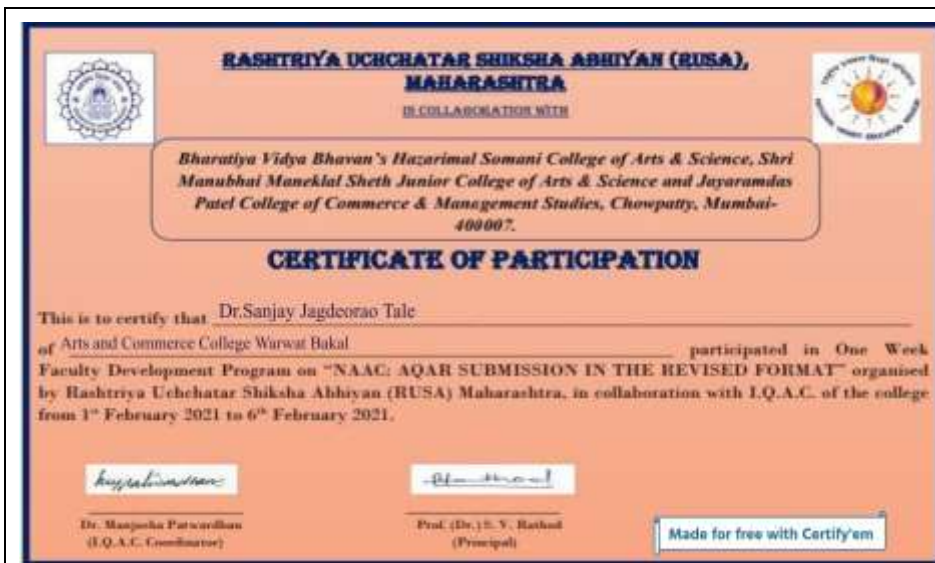 RASHTRIYA UCHCHATAR SHIKSHA ABHIYAN (RUSA),
MAHARASHTRA
IN COLLABORATION WITH
Bharatiya Vidya Bhavan's Hazarimal Somani College of Arts & Science, Shri
Manubhai Maneklal Sheth Junior College of Arts & Science and Jayaramdas
Patel College of Commerce & Management Studies, Chowpatty, Mumbai-
400007.
CERTIFICATE OF PARTICIPATION
This is to certify that Dr.Sanjay Jagdeorao Tale
of Arts and Commerce College Warwat Bakal participated in One Week
Faculty Development Program on “NAAC: AQAR SUBMISSION IN THE REVISED FORMAT” organised
by Rashtriya Uchchatar Shiksha Abhiyan (RUSA) Maharashtra, in collaboration with I.Q.A.C. of the college
from 1st February 2021 to 6th February 2021.
Dr. Manjusha Patwardhan
(I.Q.A.C. Coordinator)
Prof. (Dr.) S. V. Rathod
(Principal)
Made for free with Certify'em